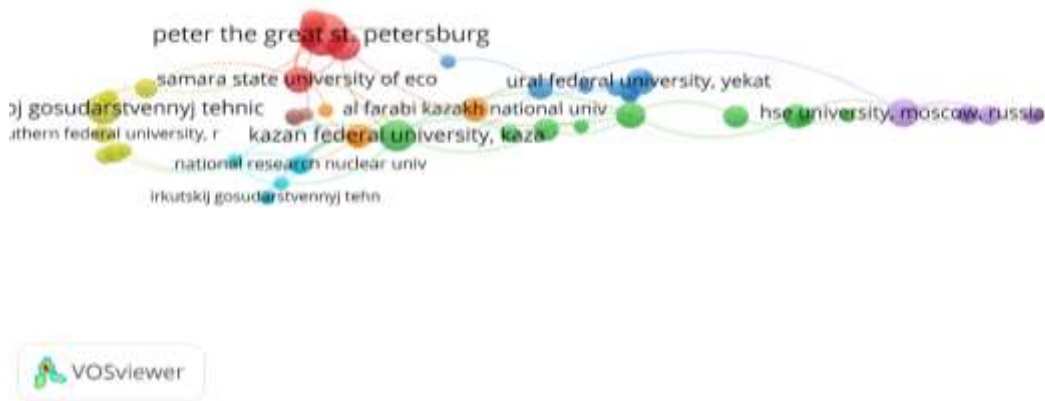 peter the great st. petersburg
samara state university of eco
ural federal university, yekat
oj gosudarstvennyj tehnic
al farabi kazakh national univ
hse university, moscow, russia
uthern federal university, r
kazan federal university, kaza
national research nuclear univ
irkutskij gosudarstvennyj tehn
VOSviewer